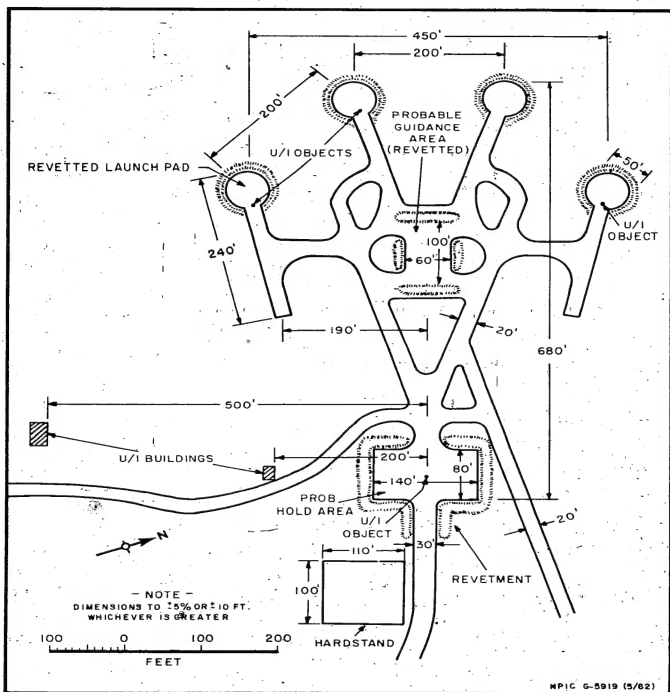 450'
200'
200'
PROBABLE
GUIDANCE
AREA
(REVETTED)
U/I OBJECTS
REVETTED LAUNCH PAD
50'
U/I
OBJECT
240'
100'
60'
190'
20'
680'
500'
U/I BUILDINGS
200'
80'
140'
PROB
HOLD AREA
U/I
OBJECT
20'
N
30'
110'
REVETMENT
100'
HARDSTAND
- NOTE -
DIMENSIONS TO ±5% OR ±10 FT.
WHICHEVER IS GREATER
100 0 100 200
FEET
NPIC G-5919 (5/62)